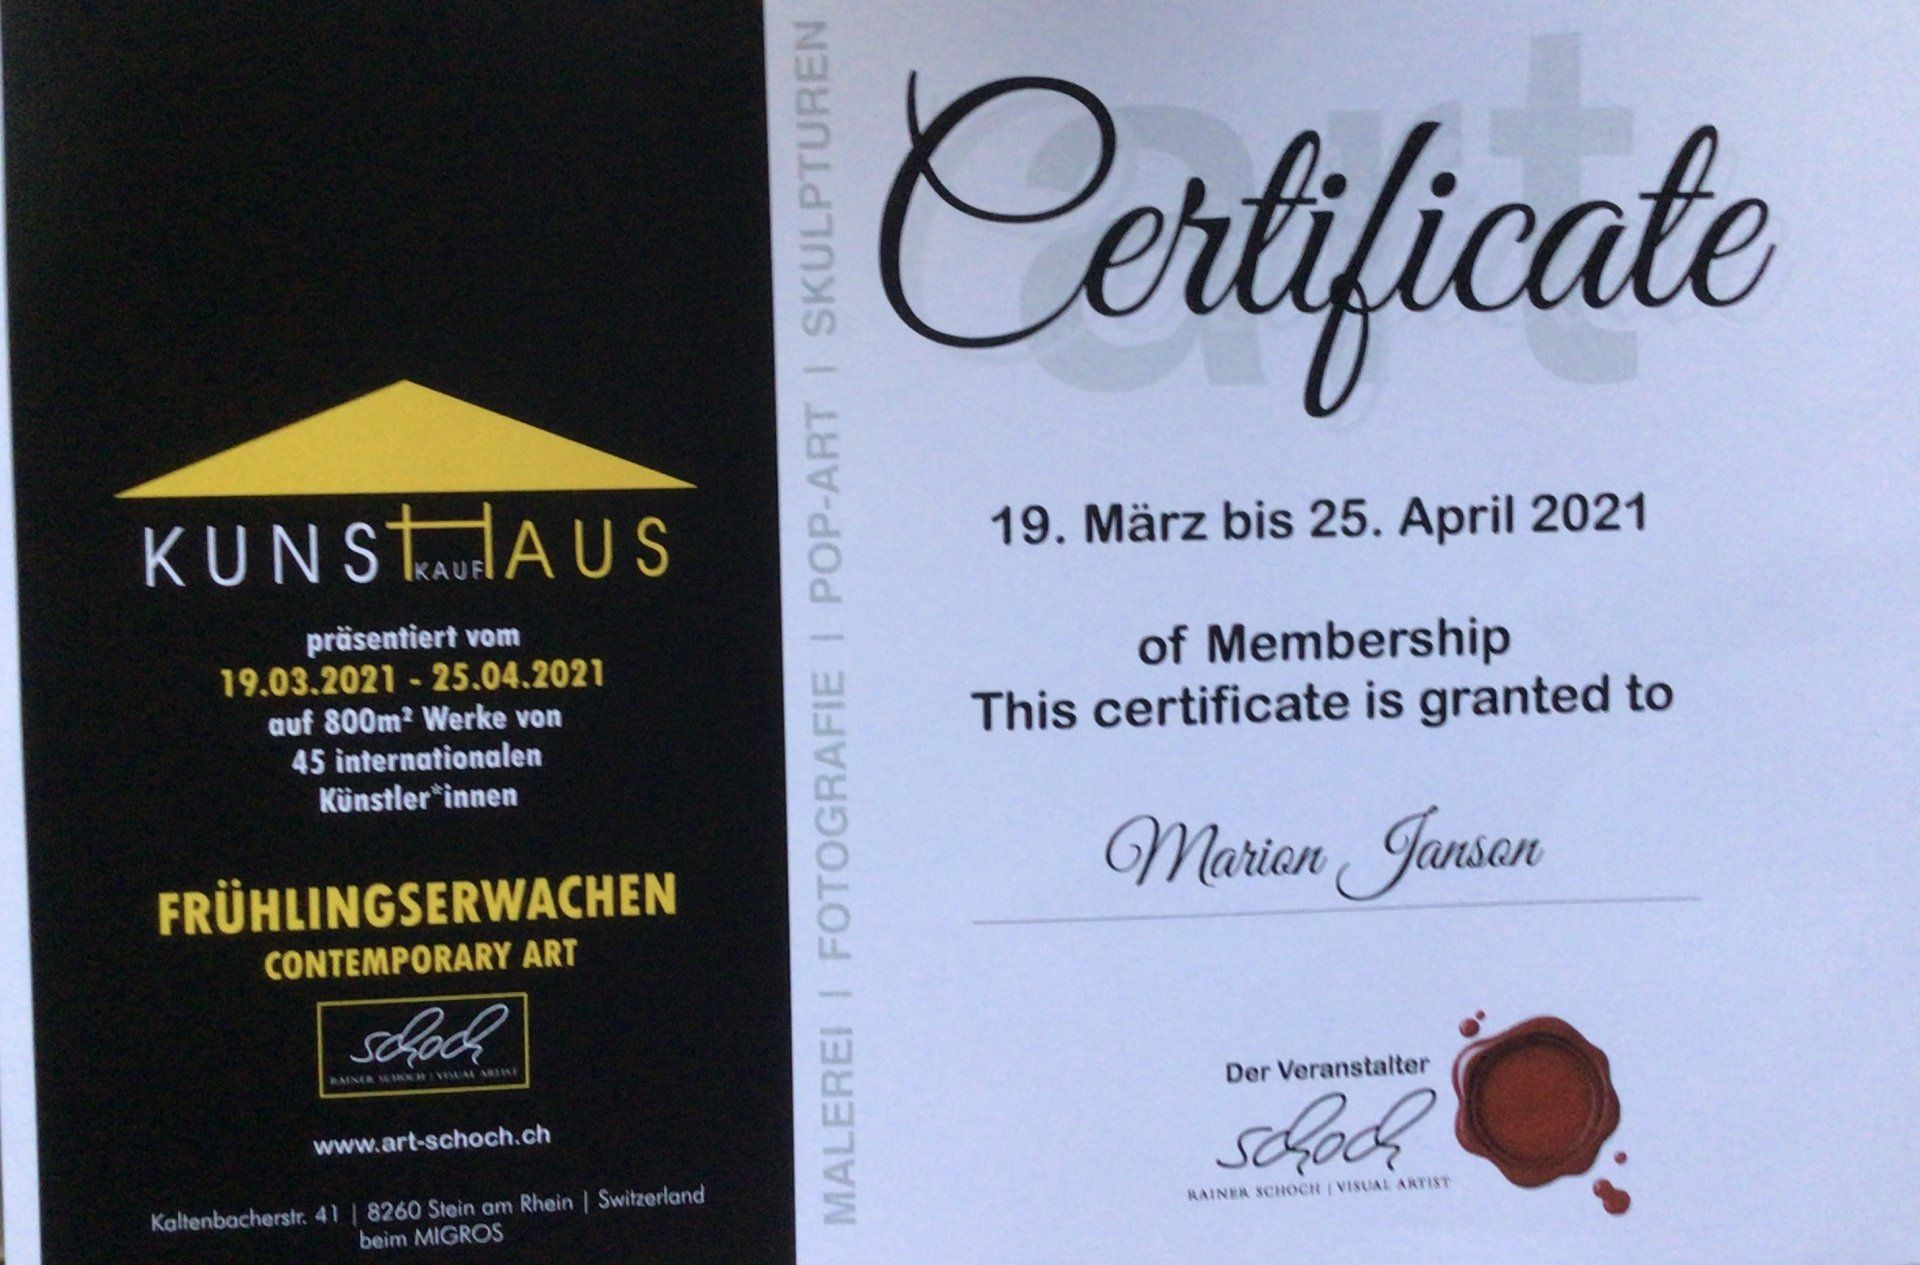 KUNSTHAUS
KAUF
präsentiert vom
19.03.2021 - 25.04.2021
auf 800m² Werke von
45 internationalen
Künstler*innen
FRÜHLINGSERWACHEN
CONTEMPORARY ART
schoch
RAINER SCHOCH | VISUAL ARTIST
www.art-schoch.ch
Kaltenbacherstr. 41 | 8260 Stein am Rhein | Switzerland
beim MIGROS
MALEREI | FOTOGRAFIE | POP-ART | SKULPTUREN
art
Certificate
19. März bis 25. April 2021
of Membership
This certificate is granted to
Marion Janson
Der Veranstalter
schoch
RAINER SCHOCH | VISUAL ARTIST